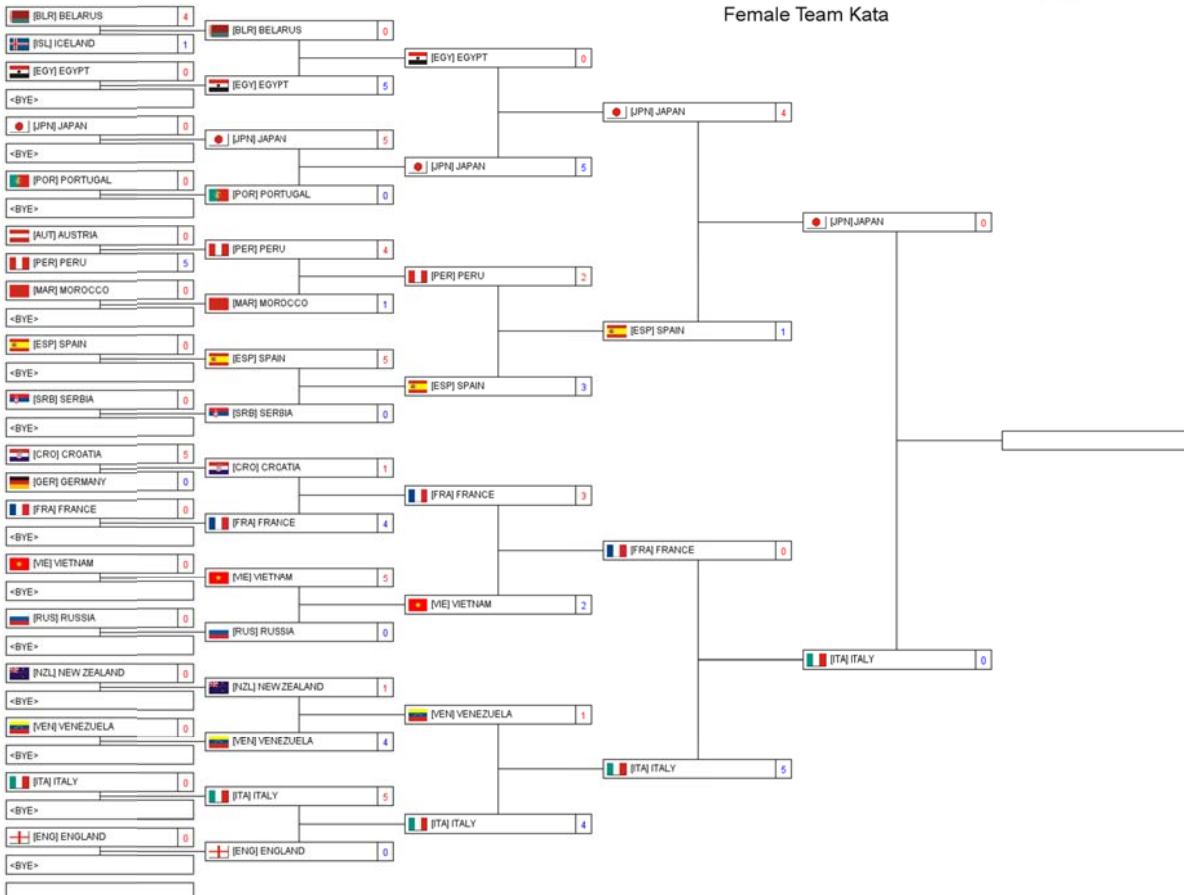 Female Team Kata
[BLR] BELARUS 4
[ISL] ICELAND 1
[EGY] EGYPT 0
<BYE>
[JPN] JAPAN 0
<BYE>
[POR] PORTUGAL 0
<BYE>
[AUT] AUSTRIA 0
[PER] PERU 5
[MAR] MOROCCO 0
<BYE>
[ESP] SPAIN 0
<BYE>
[SRB] SERBIA 0
<BYE>
[CRO] CROATIA 5
[GER] GERMANY 0
[FRA] FRANCE 0
<BYE>
[VIE] VIETNAM 0
<BYE>
[RUS] RUSSIA 0
<BYE>
[NZL] NEW ZEALAND 0
<BYE>
[VEN] VENEZUELA 0
<BYE>
[ITA] ITALY 0
<BYE>
[ENG] ENGLAND 0
<BYE>
[BLR] BELARUS 0
[EGY] EGYPT 5
[JPN] JAPAN 5
[POR] PORTUGAL 0
[PER] PERU 4
[MAR] MOROCCO 1
[ESP] SPAIN 5
[SRB] SERBIA 0
[CRO] CROATIA 1
[FRA] FRANCE 4
[VIE] VIETNAM 5
[RUS] RUSSIA 0
[NZL] NEW ZEALAND 1
[VEN] VENEZUELA 4
[ITA] ITALY 5
[ENG] ENGLAND 0
[EGY] EGYPT 0
[JPN] JAPAN 5
[PER] PERU 2
[ESP] SPAIN 3
[FRA] FRANCE 3
[VIE] VIETNAM 2
[VEN] VENEZUELA 1
[ITA] ITALY 4
[JPN] JAPAN 4
[ESP] SPAIN 1
[FRA] FRANCE 0
[ITA] ITALY 5
[JPN] JAPAN 0
[ITA] ITALY 0